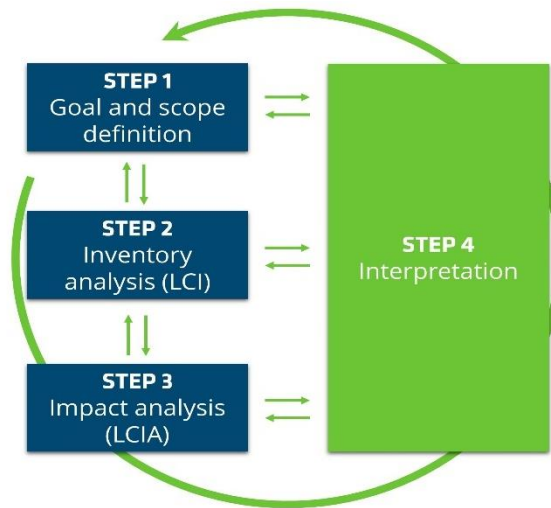 STEP 1
Goal and scope
definition
STEP 2
Inventory
analysis (LCI)
STEP 3
Impact analysis
(LCIA)
STEP 4
Interpretation